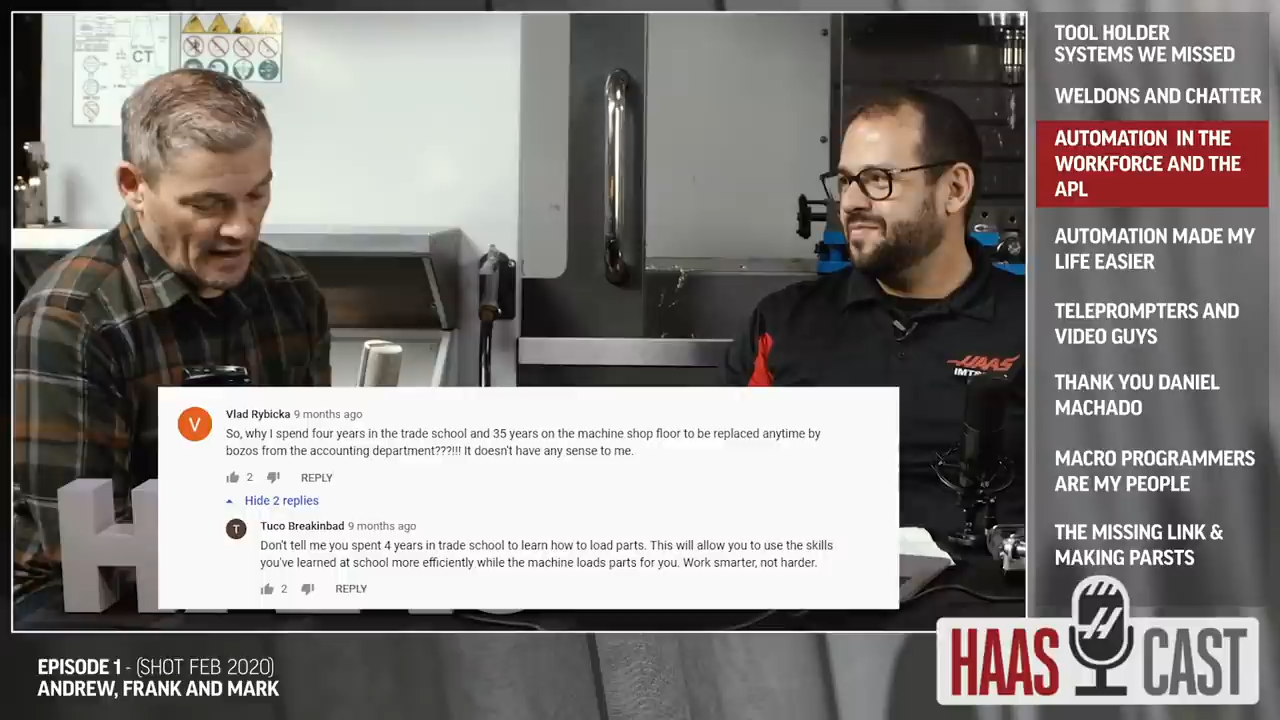 CT
HAAS
TOOL HOLDER
SYSTEMS WE MISSED
WELDONS AND CHATTER
AUTOMATION IN THE
WORKFORCE AND THE
APL
AUTOMATION MADE MY
LIFE EASIER
TELEPROMPTERS AND
VIDEO GUYS
THANK YOU DANIEL
MACHADO
MACRO PROGRAMMERS
ARE MY PEOPLE
THE MISSING LINK &
MAKING PARSTS
V
Vlad Rybicka 9 months ago
So, why I spend four years in the trade school and 35 years on the machine shop floor to be replaced anytime by
bozos from the accounting department???!!! It doesn't have any sense to me.
2 REPLY
Hide 2 replies
T
Tuco Breakinbad 9 months ago
Don't tell me you spent 4 years in trade school to learn how to load parts. This will allow you to use the skills
you've learned at school more efficiently while the machine loads parts for you. Work smarter, not harder.
2 REPLY
EPISODE 1 - (SHOT FEB 2020)
ANDREW, FRANK AND MARK
HAAS CAST